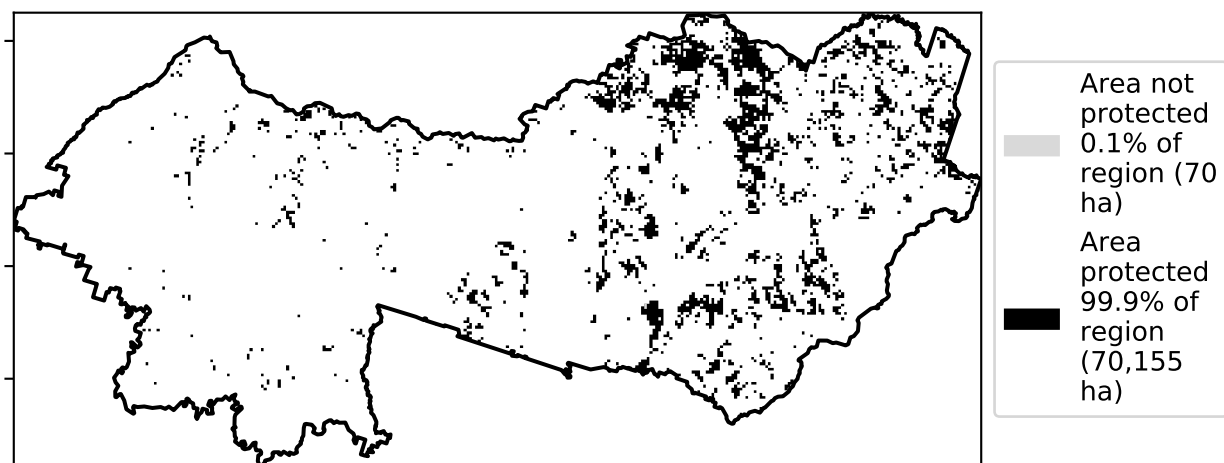 Area not
protected
0.1% of
region (70
ha)
Area
protected
99.9% of
region
(70,155
ha)